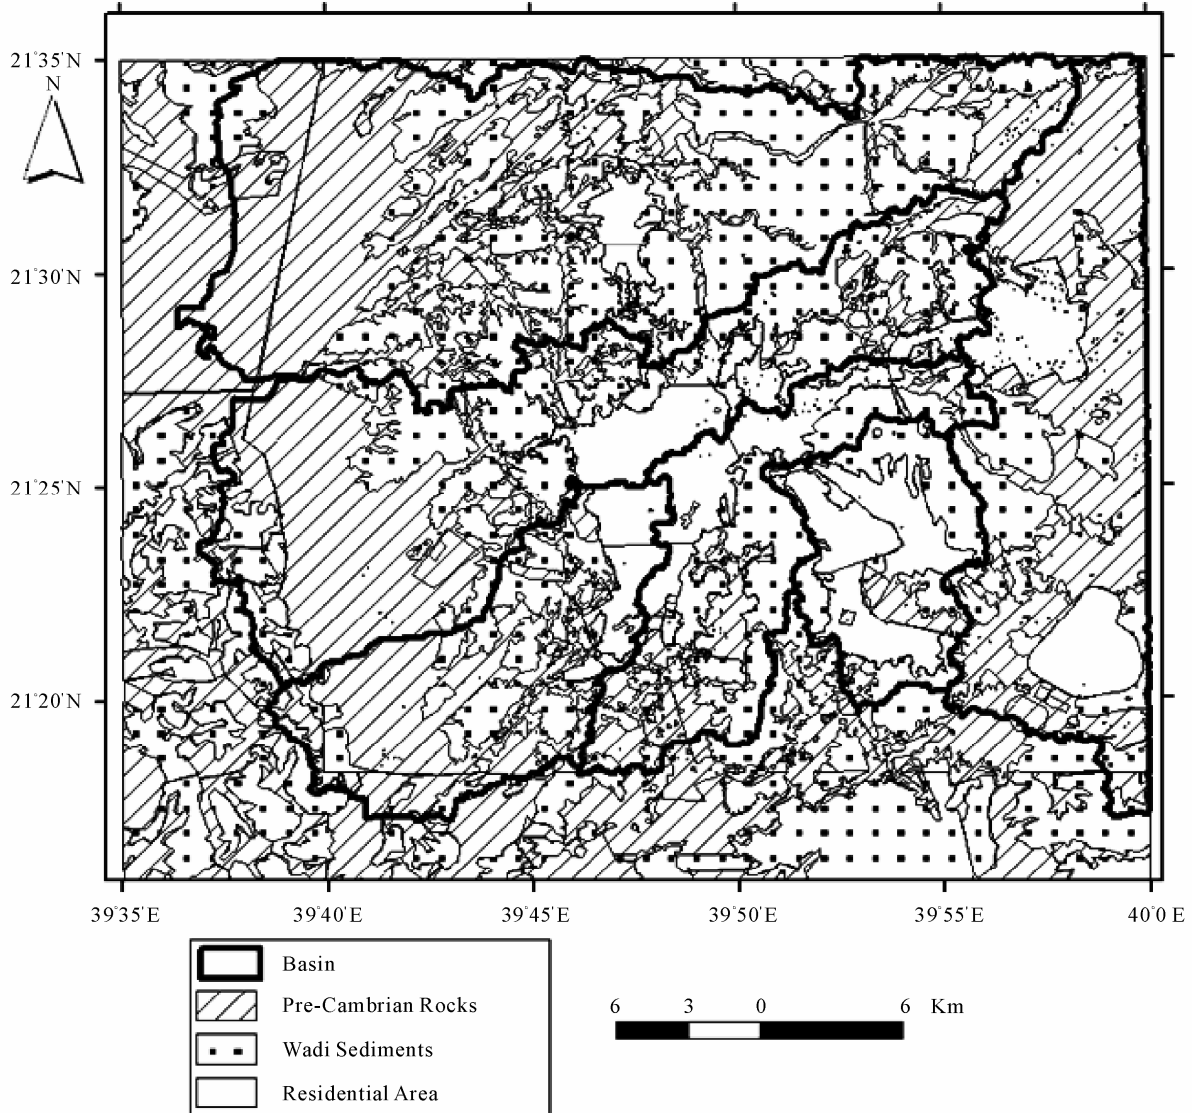 21°35'N
N
21°30'N
21°25'N
21°20'N
39°35'E 39°40'E 39°45'E 39°50'E 39°55'E 40°0 E
Basin
Pre-Cambrian Rocks
Wadi Sediments
Residential Area
6 3 0 6 Km